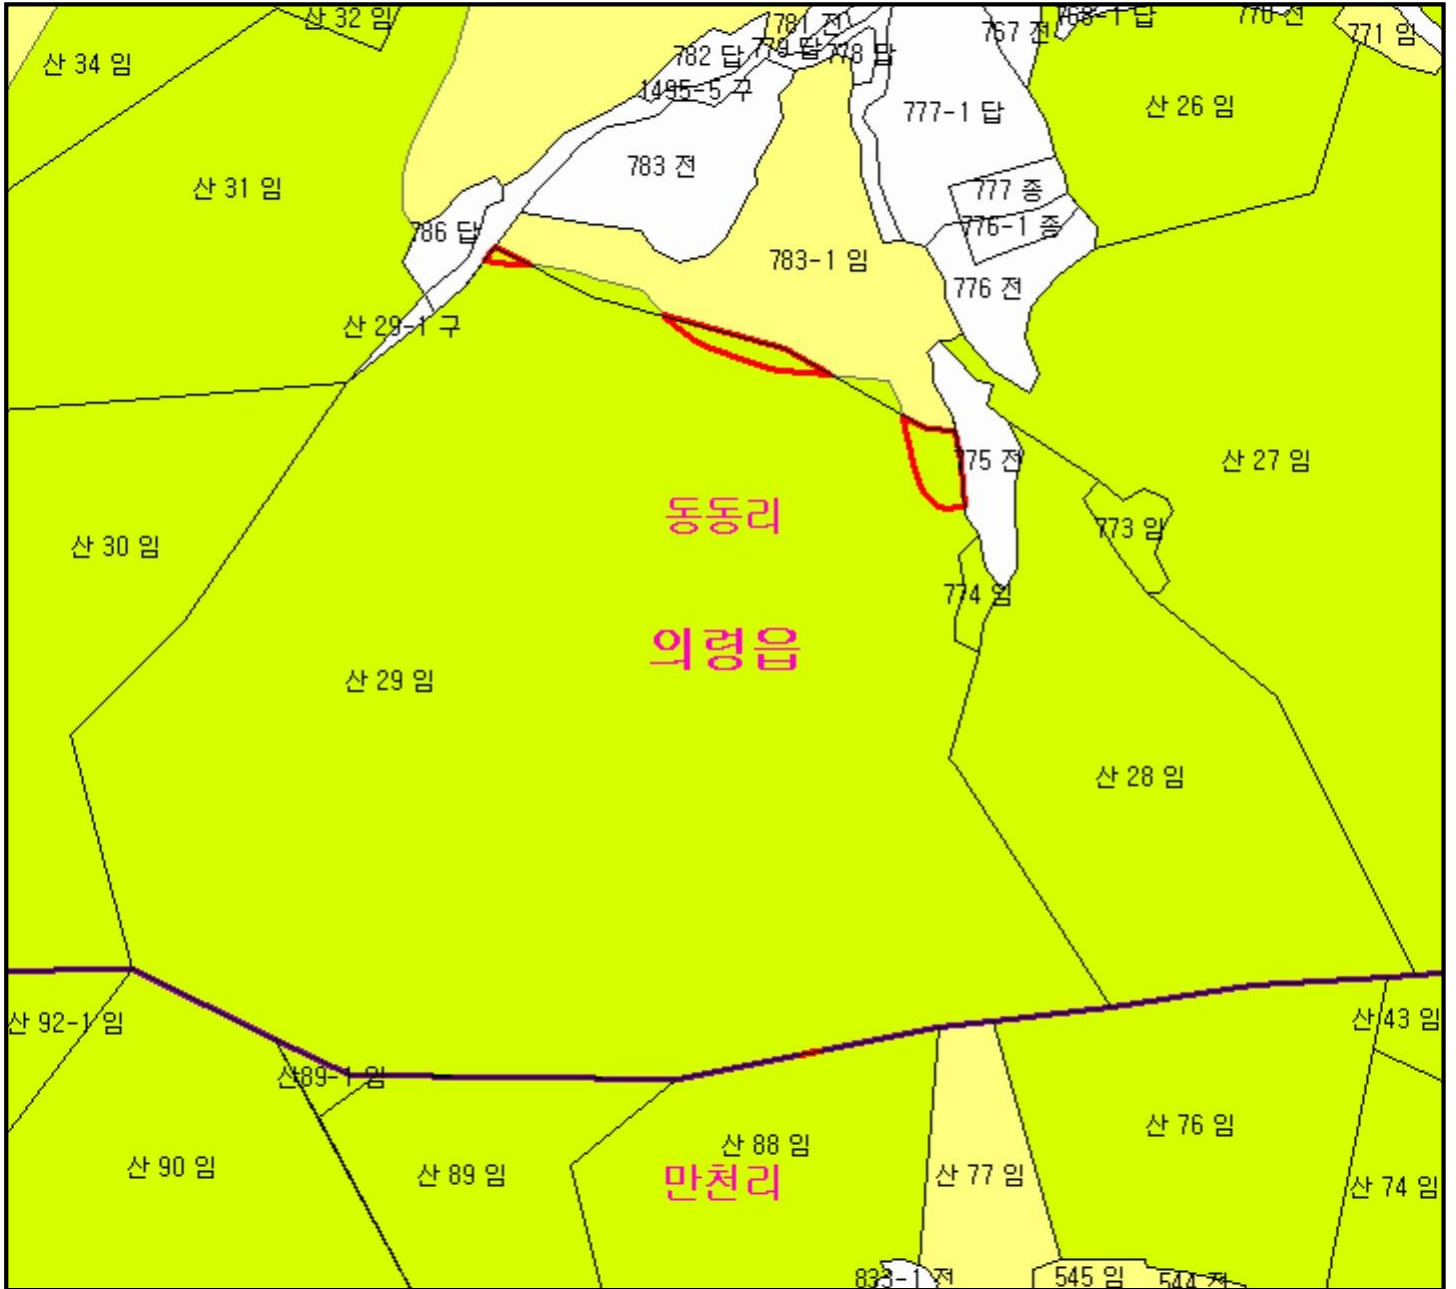 산 32 임
781 전
767 전
768-1 답
770 전
771 임
산 34 임
782 답
779 답
778 답
1495-5 구
777-1 답
산 26 임
783 전
산 31 임
777 종
786 답
776-1 종
783-1 임
776 전
산 29-1 구
775 전
산 27 임
동동리
773 임
산 30 임
774 임
의령읍
산 29 임
산 28 임
산 92-1 임
산 43 임
산89-1 임
산 76 임
산 88 임
산 90 임
산 89 임
만천리
산 77 임
산 74 임
833-1 전
545 임
544 전